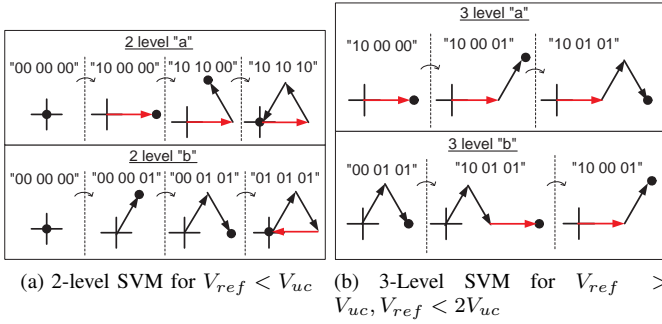 2 level "a"
"00 00 00" "10 00 00" "10 10 00" "10 10 10"
2 level "b"
"00 00 00" "00 00 01" "00 01 01" "01 01 01"
(a) 2-level SVM for V_ref < V_uc
3 level "a"
"10 00 00" "10 00 01" "10 01 01"
3 level "b"
"00 01 01" "10 01 01" "10 00 01"
(b) 3-Level SVM for V_ref >
V_uc, V_ref < 2V_uc